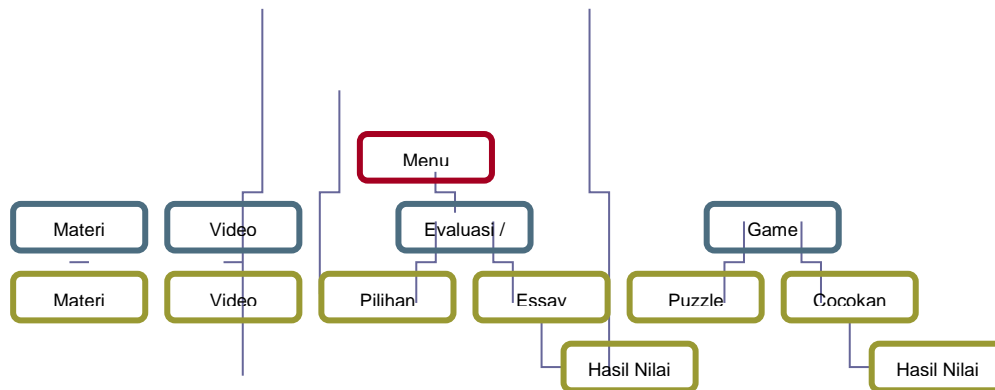 Menu
Materi
Video
Evaluasi /
Game
Materi
Video
Pilihan
Essay
Puzzle
Cocokan
Hasil Nilai
Hasil Nilai